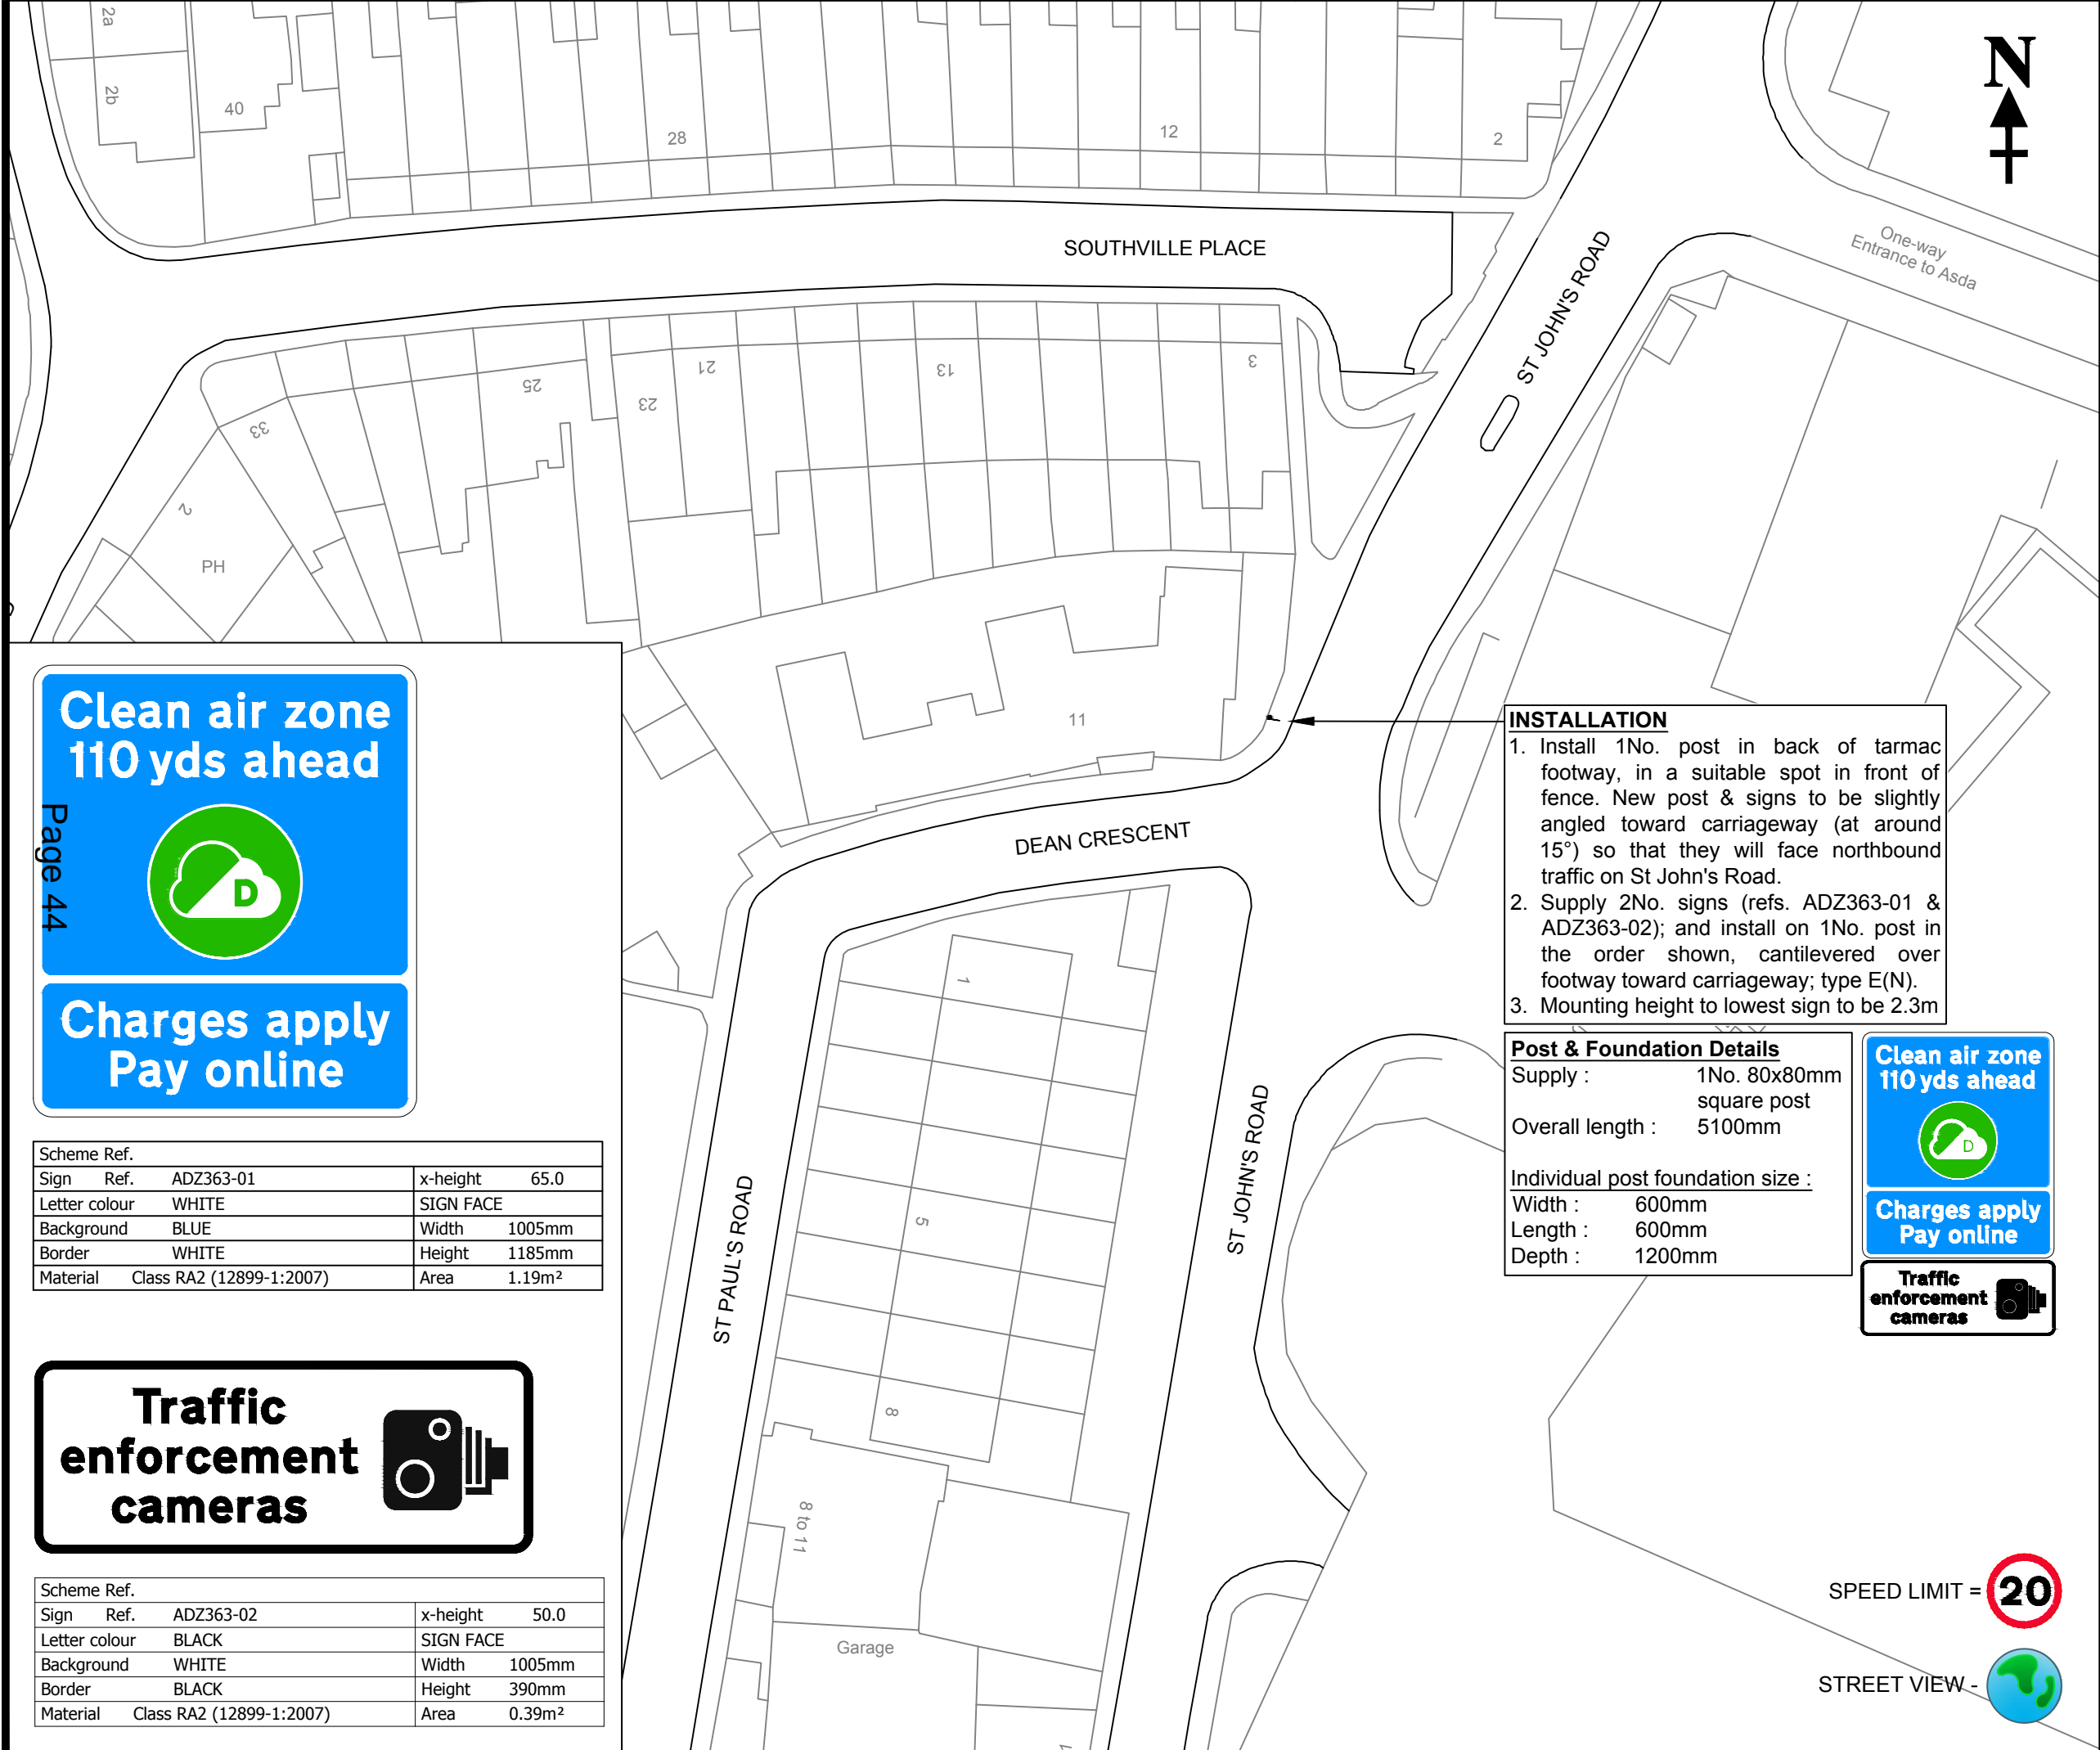 2a
2b
40
28
12
2
N
SOUTHVILLE PLACE
ST JOHN'S ROAD
One-way
Entrance to Asda
33
25
23
21
13
3
2
PH
11
Clean air zone
110 yds ahead
D
Charges apply
Pay online
Page 44
Scheme Ref.
Sign Ref. ADZ363-01 x-height 65.0
Letter colour WHITE SIGN FACE
Background BLUE Width 1005mm
Border WHITE Height 1185mm
Material Class RA2 (12899-1:2007) Area 1.19m²
Traffic
enforcement
cameras
Scheme Ref.
Sign Ref. ADZ363-02 x-height 50.0
Letter colour BLACK SIGN FACE
Background WHITE Width 1005mm
Border BLACK Height 390mm
Material Class RA2 (12899-1:2007) Area 0.39m²
DEAN CRESCENT
1
5
8
8 to 11
Garage
ST PAUL'S ROAD
ST JOHN'S ROAD
INSTALLATION
1. Install 1No. post in back of tarmac
footway, in a suitable spot in front of
fence. New post & signs to be slightly
angled toward carriageway (at around
15°) so that they will face northbound
traffic on St John's Road.
2. Supply 2No. signs (refs. ADZ363-01 &
ADZ363-02); and install on 1No. post in
the order shown, cantilevered over
footway toward carriageway; type E(N).
3. Mounting height to lowest sign to be 2.3m
Post & Foundation Details
Supply : 1No. 80x80mm
square post
Overall length : 5100mm
Individual post foundation size :
Width : 600mm
Length : 600mm
Depth : 1200mm
Clean air zone
110 yds ahead
D
Charges apply
Pay online
Traffic
enforcement
cameras
SPEED LIMIT = 20
STREET VIEW -